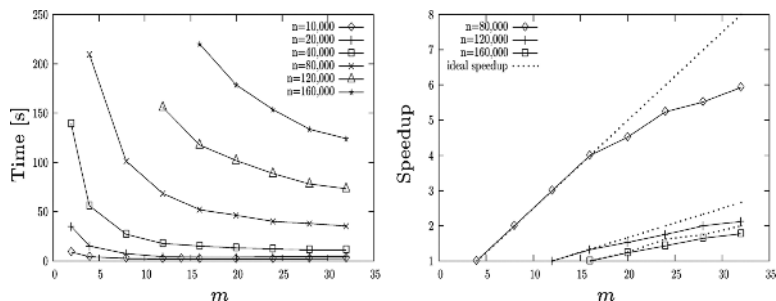 300
250
200
150
100
50
0
Time [s]
0 5 10 15 20 25 30 35
m
n=10,000
n=20,000
n=40,000
n=80,000
n=120,000
n=160,000
8
7
6
5
4
3
2
1
Speedup
0 5 10 15 20 25 30 35
m
n=80,000
n=120,000
n=160,000
ideal speedup